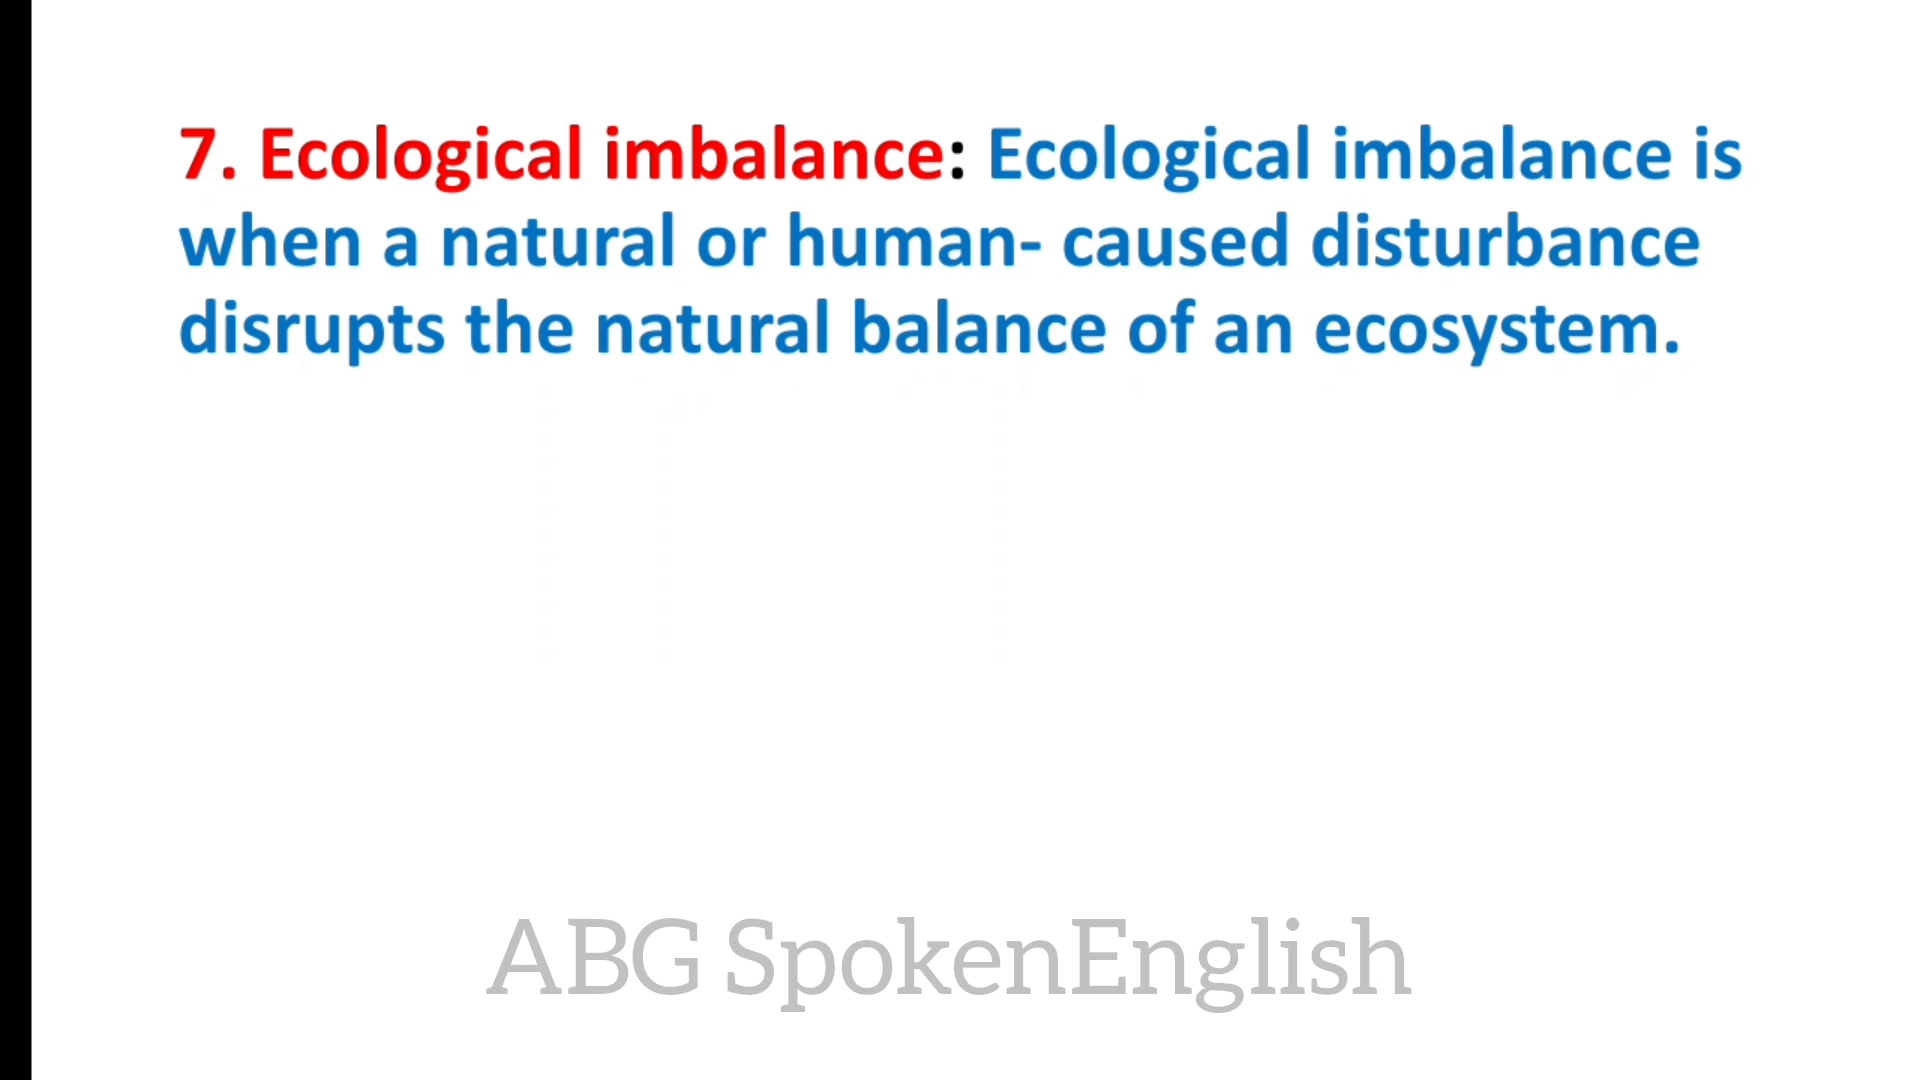 7. Ecological imbalance: Ecological imbalance is
when a natural or human- caused disturbance
disrupts the natural balance of an ecosystem.
ABG SpokenEnglish